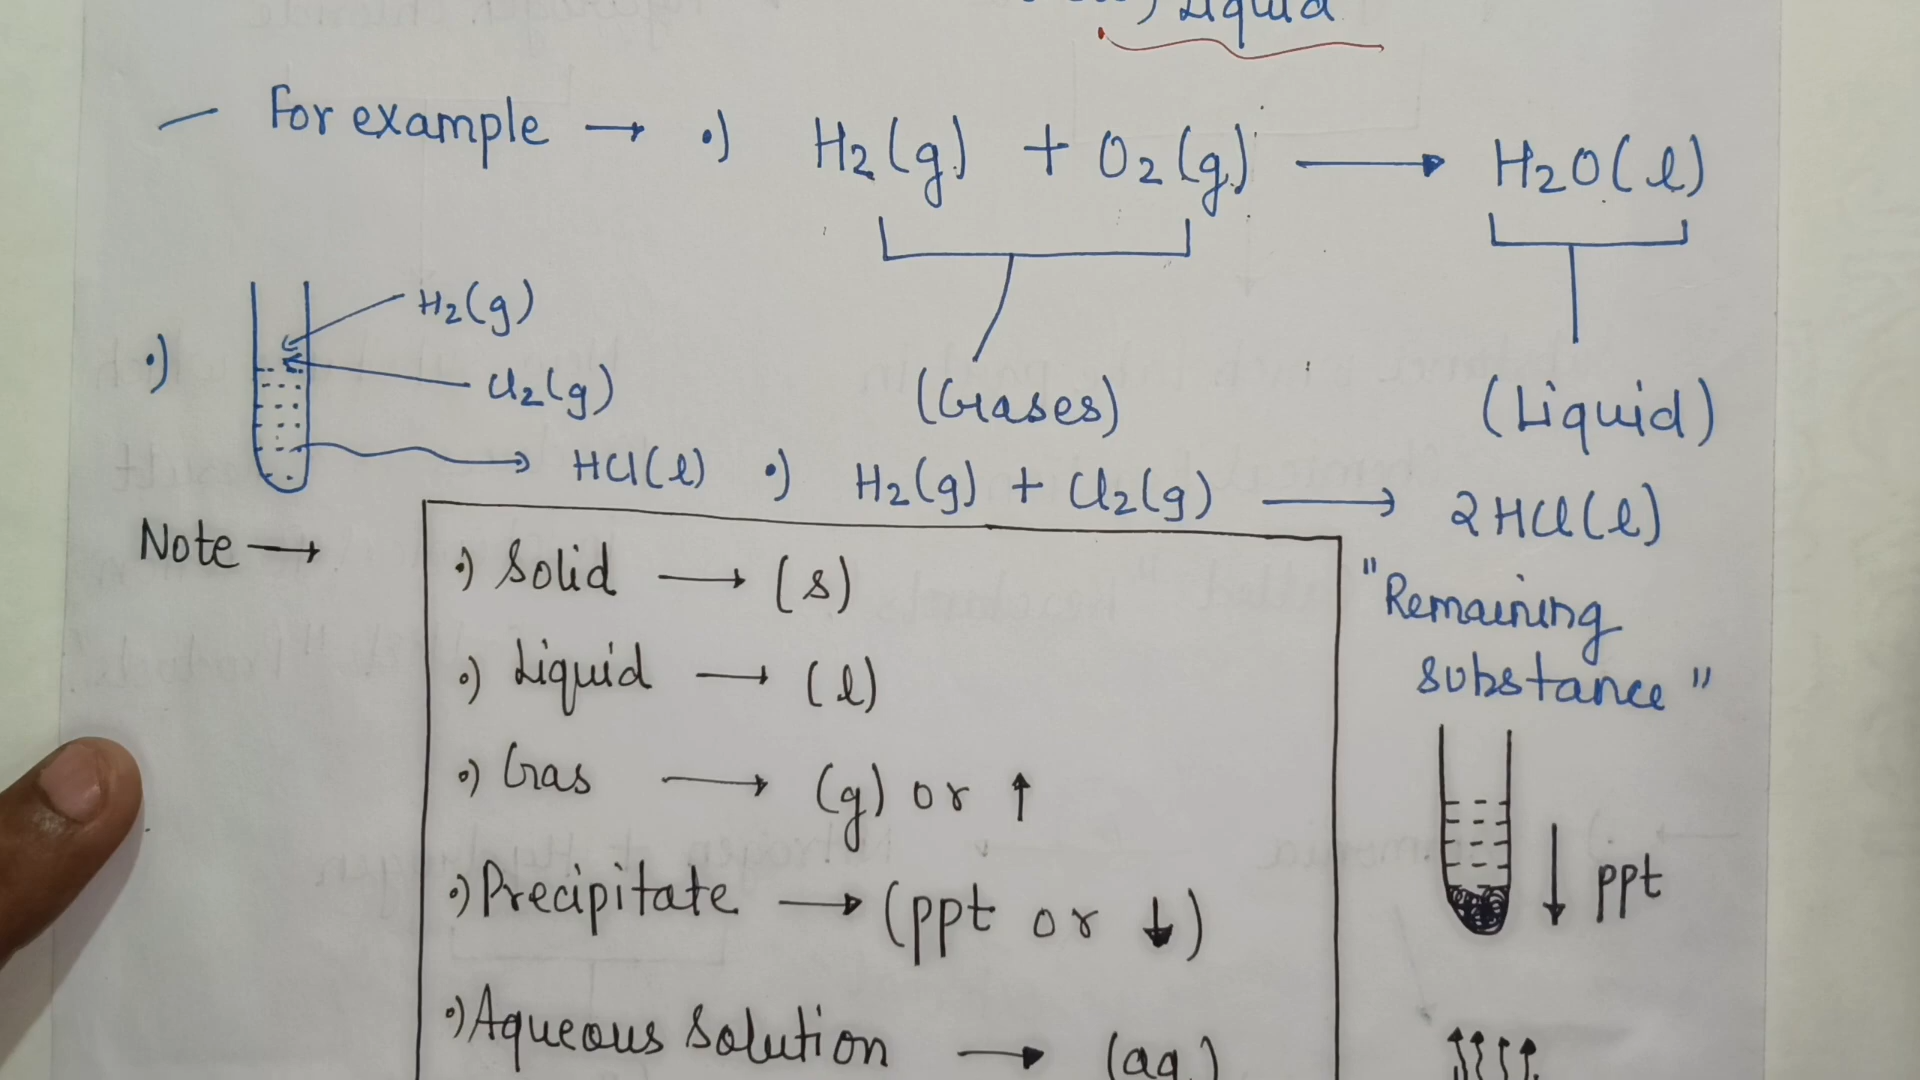 Liquid
For example → •) H2(g) + O2(g) → H2O(l)
H2(g)
•) Cl2(g)
(Gases) (Liquid)
HCl(l) •) H2(g) + Cl2(g) → 2HCl(l)
Note →
•) Solid → (s)
"Remaining
substance"
•) Liquid → (l)
•) Gas → (g) or ↑
•) Precipitate → (ppt or ↓)
↓ ppt
•) Aqueous Solution → (aq.)